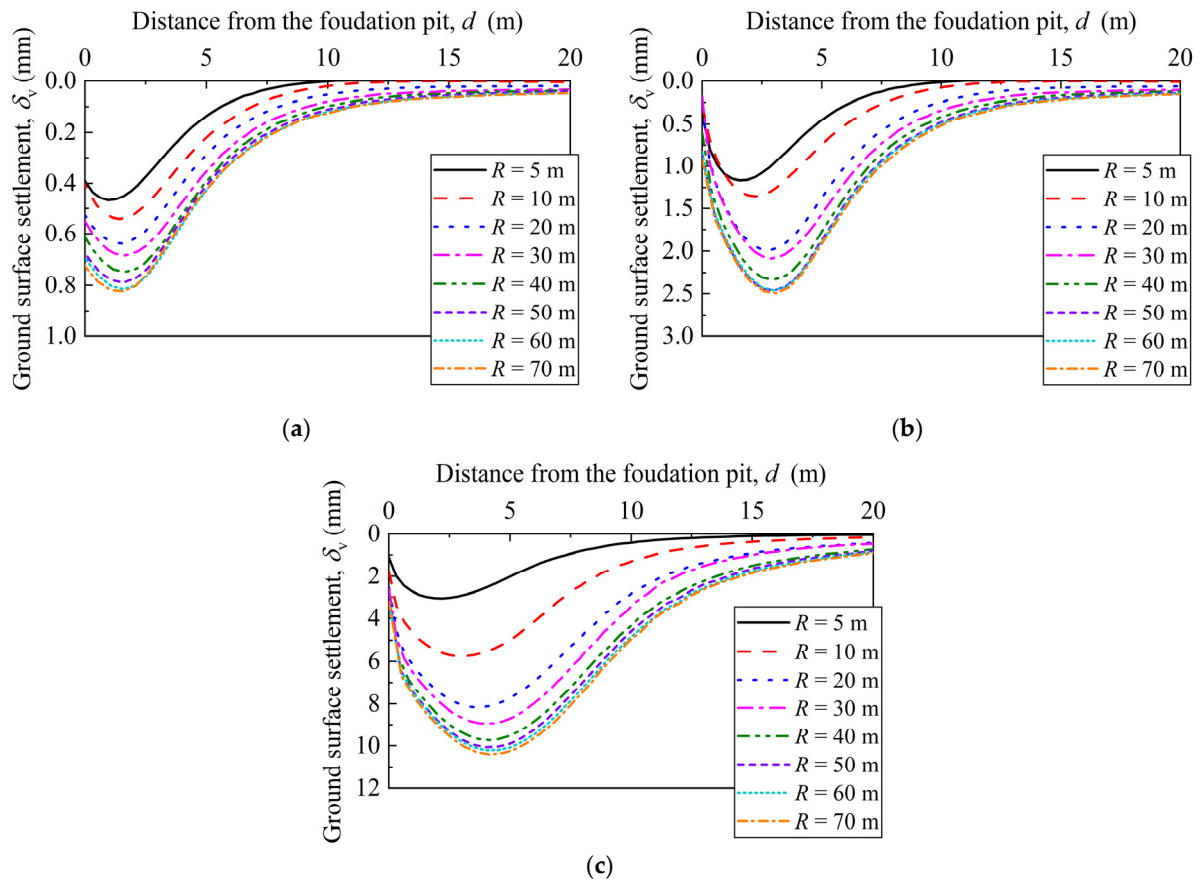 Distance from the foudation pit, d (m)
0 5 10 15 20
Ground surface settlement, δv (mm)
0.0
0.2
0.4
0.6
0.8
1.0
R = 5 m
R = 10 m
R = 20 m
R = 30 m
R = 40 m
R = 50 m
R = 60 m
R = 70 m
(a)
Distance from the foudation pit, d (m)
0 5 10 15 20
Ground surface settlement, δv (mm)
0.0
0.5
1.0
1.5
2.0
2.5
3.0
R = 5 m
R = 10 m
R = 20 m
R = 30 m
R = 40 m
R = 50 m
R = 60 m
R = 70 m
(b)
Distance from the foudation pit, d (m)
0 5 10 15 20
Ground surface settlement, δv (mm)
0
2
4
6
8
10
12
R = 5 m
R = 10 m
R = 20 m
R = 30 m
R = 40 m
R = 50 m
R = 60 m
R = 70 m
(c)